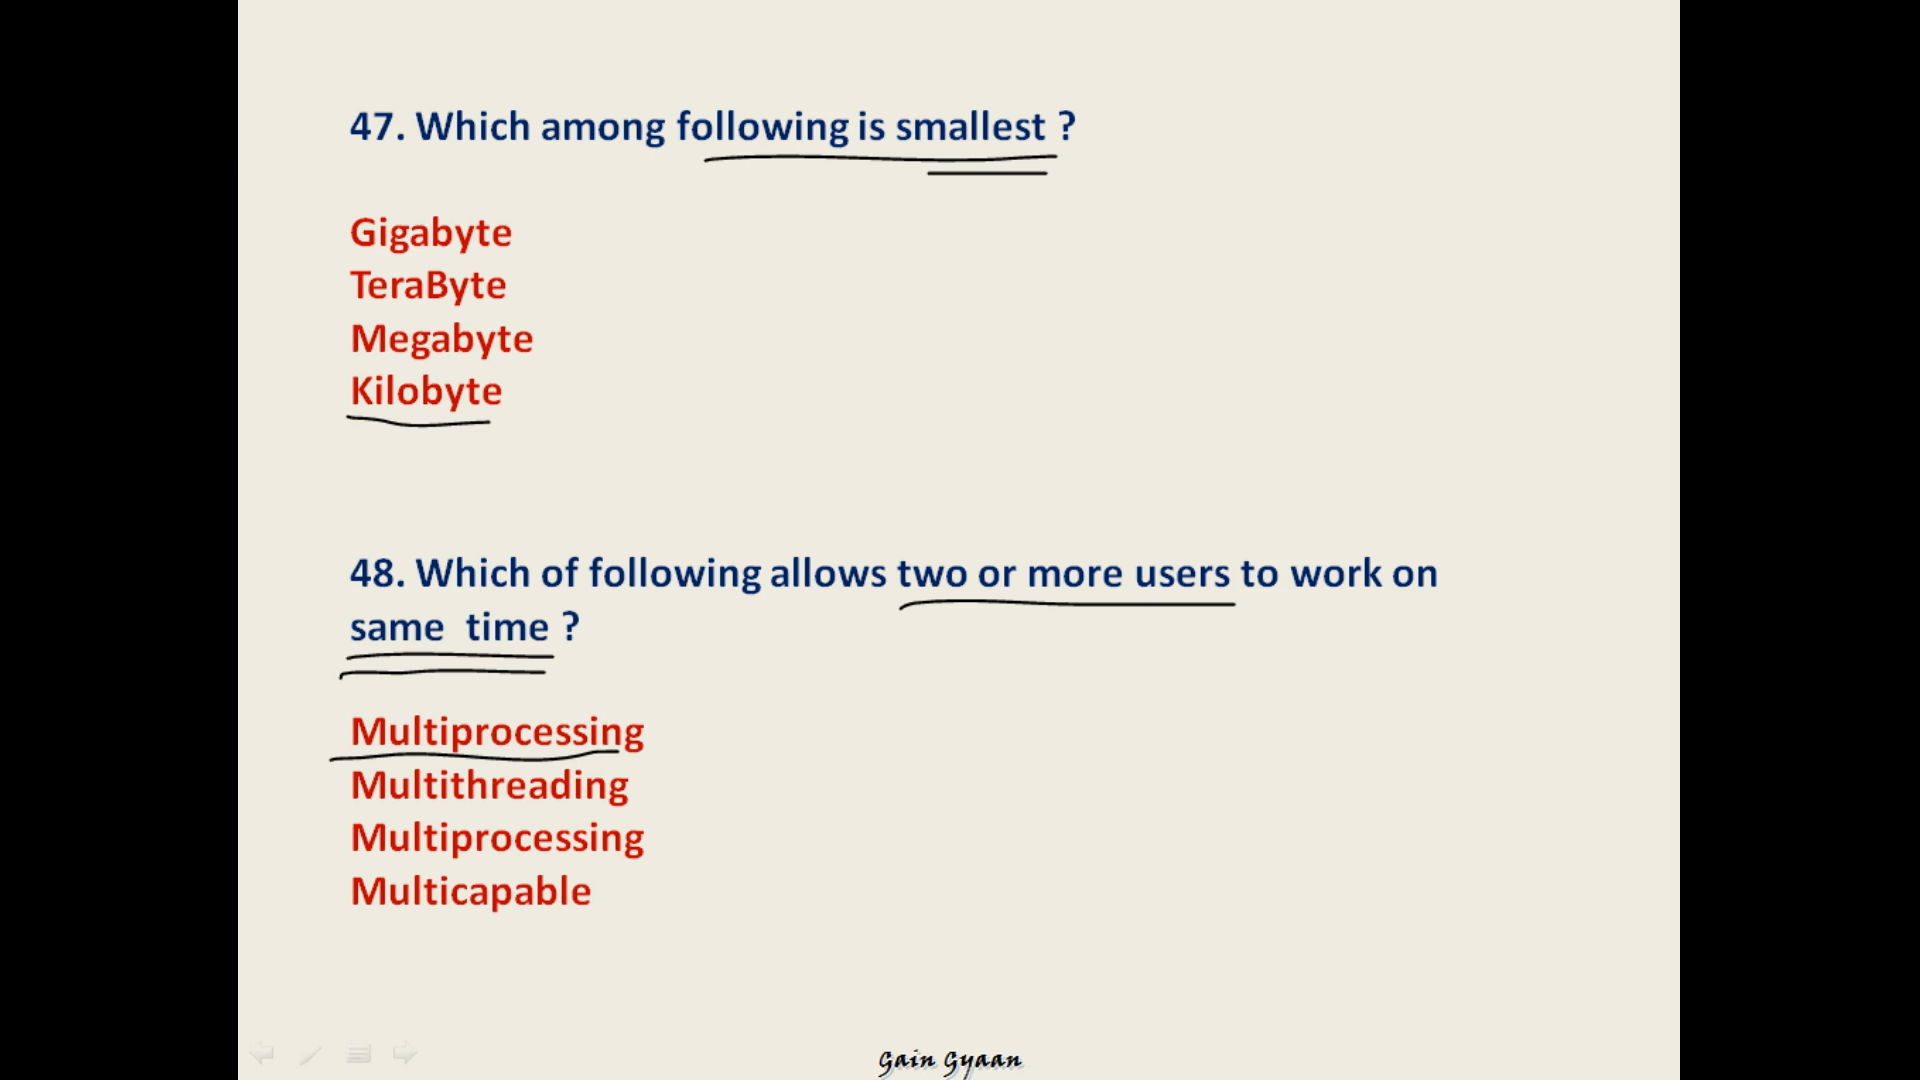 47. Which among following is smallest ?
Gigabyte
TeraByte
Megabyte
Kilobyte
48. Which of following allows two or more users to work on
same time ?
Multiprocessing
Multithreading
Multiprocessing
Multicapable
Gain Gyaan